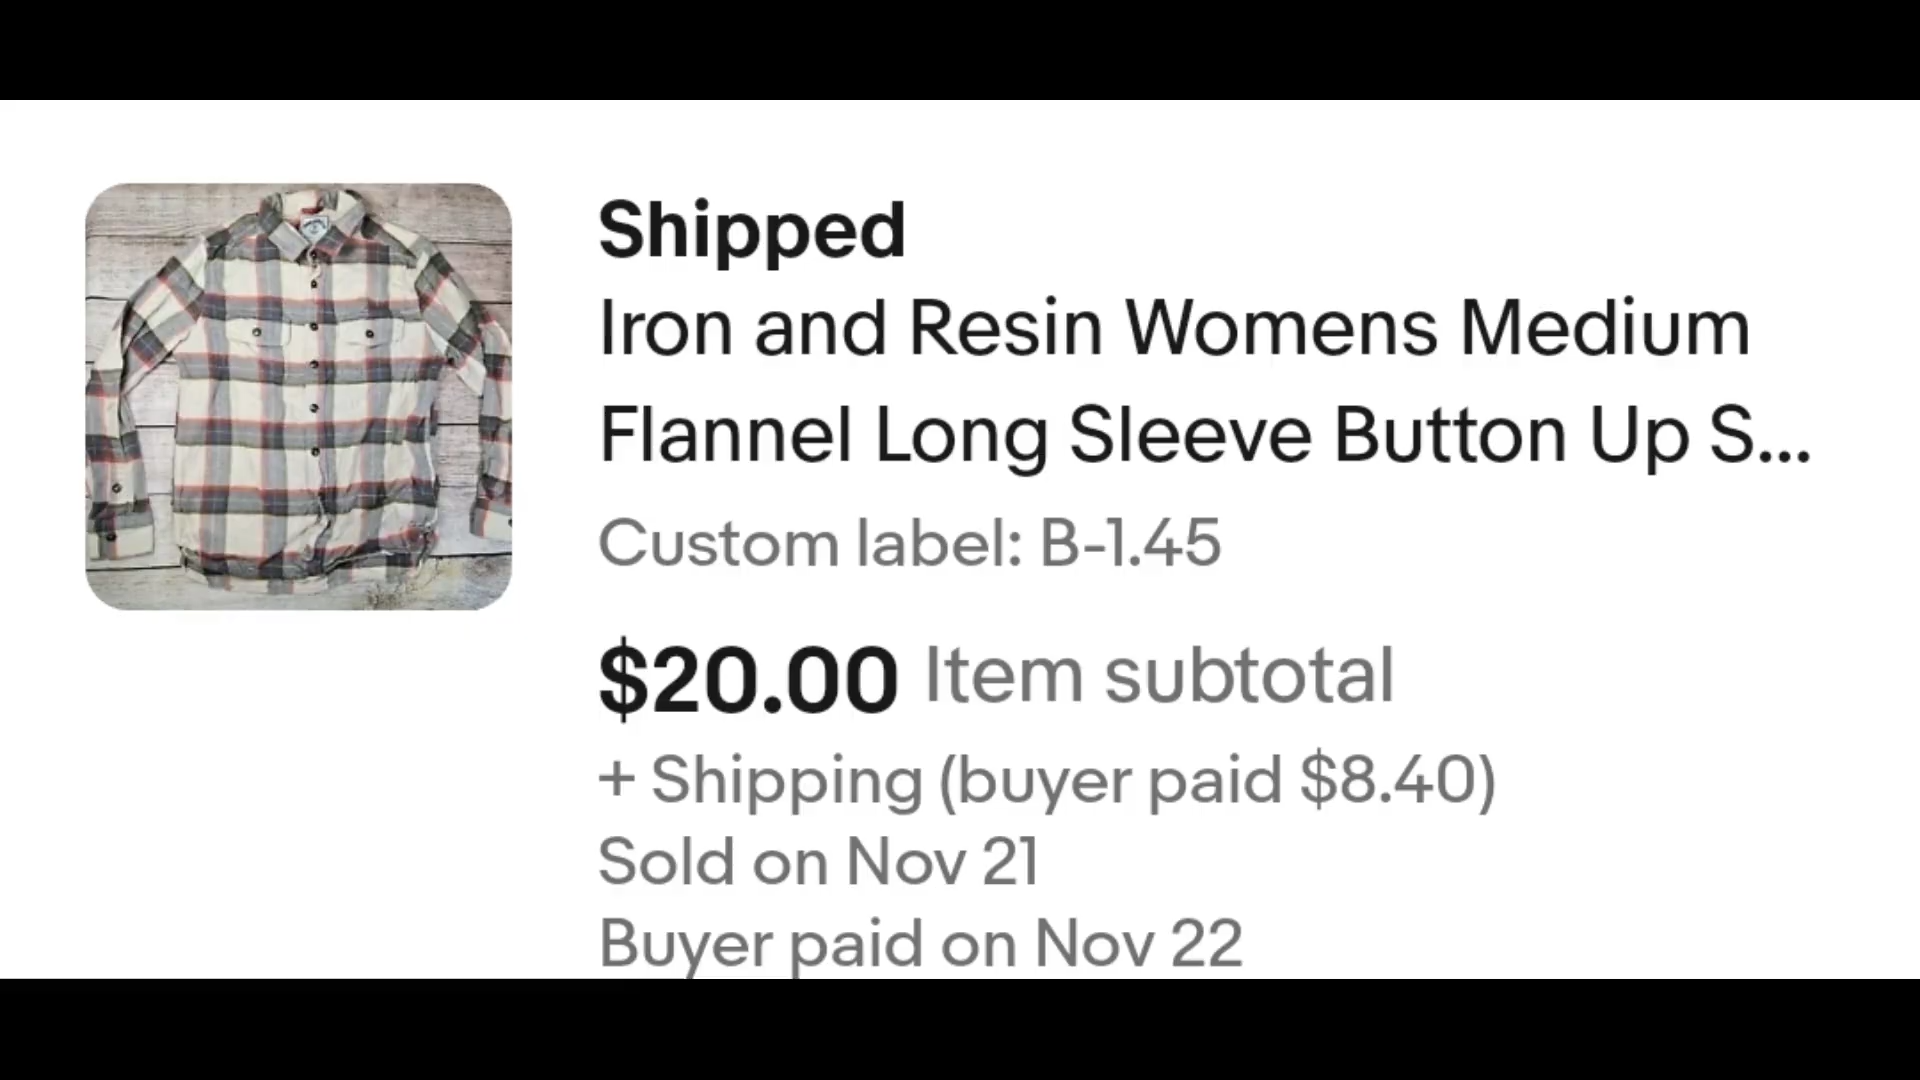 Shipped
Iron and Resin Womens Medium
Flannel Long Sleeve Button Up S...
Custom label: B-1.45
$20.00 Item subtotal
+ Shipping (buyer paid $8.40)
Sold on Nov 21
Buyer paid on Nov 22